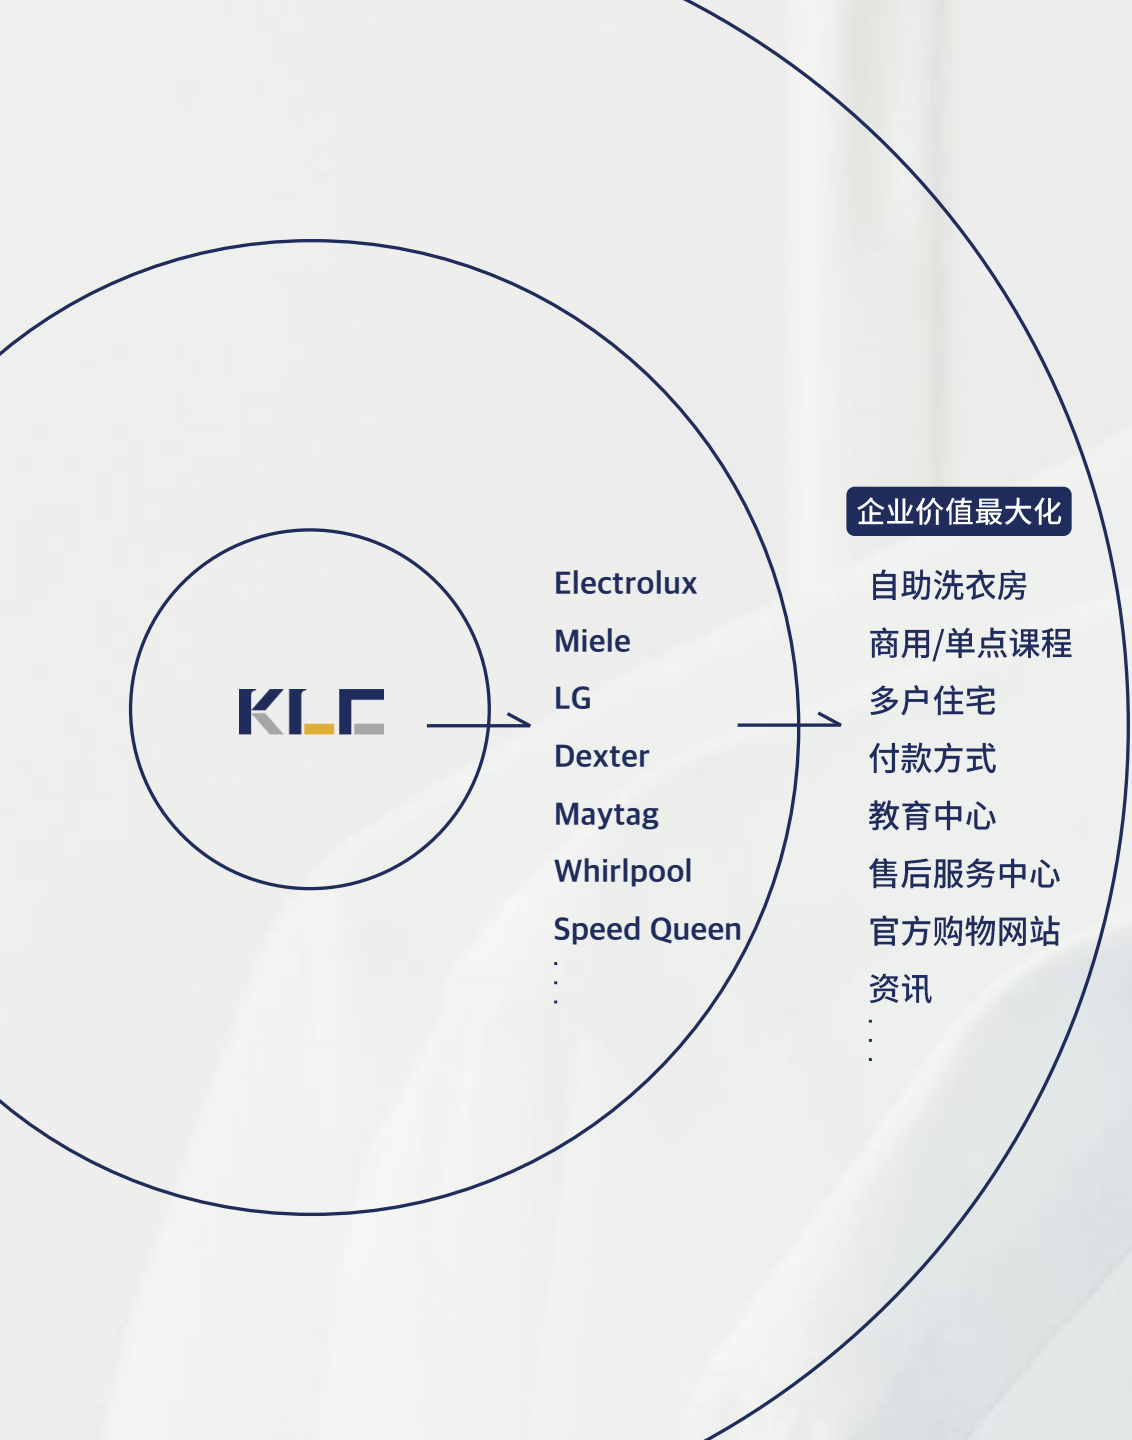 KLC
Electrolux
Miele
LG
Dexter
Maytag
Whirlpool
Speed Queen
企业价值最大化
自助洗衣房
商用/单点课程
多户住宅
付款方式
教育中心
售后服务中心
官方购物网站
资讯